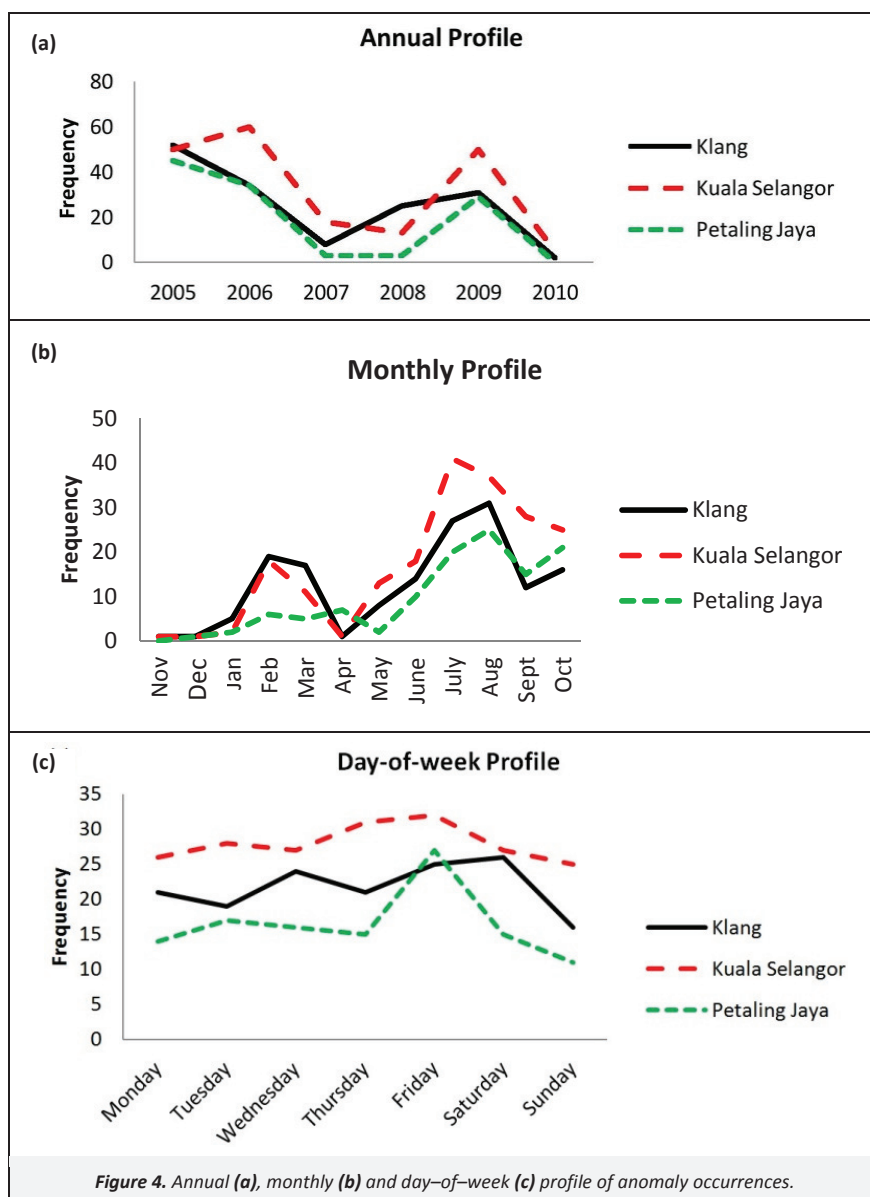 (a)
Annual Profile
Frequency
80
60
40
20
0
2005 2006 2007 2008 2009 2010
Klang
Kuala Selangor
Petaling Jaya
(b)
Monthly Profile
Frequency
50
40
30
20
10
0
Nov Dec Jan Feb Mar Apr May June July Aug Sept Oct
Klang
Kuala Selangor
Petaling Jaya
(c)
Day-of-week Profile
Frequency
35
30
25
20
15
10
5
0
Monday Tuesday Wednesday Thursday Friday Saturday Sunday
Klang
Kuala Selangor
Petaling Jaya
Figure 4. Annual (a), monthly (b) and day–of–week (c) profile of anomaly occurrences.